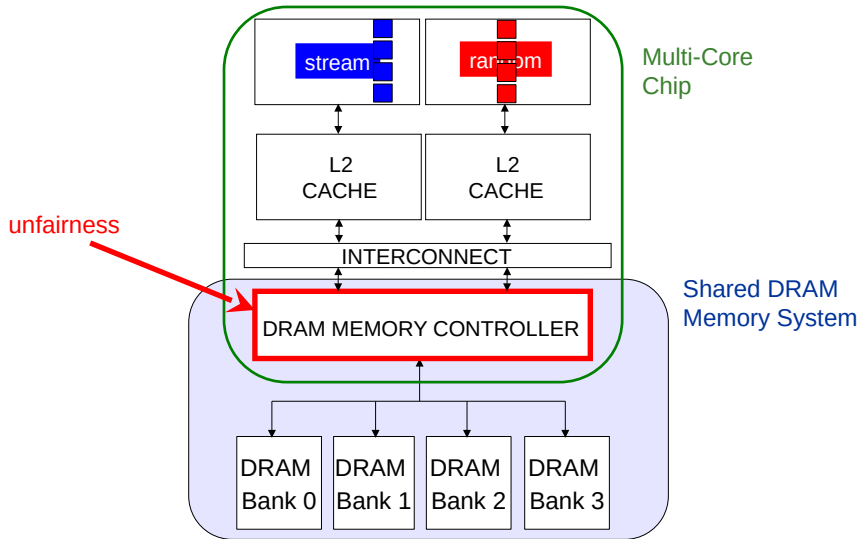 stream
random
Multi-Core
Chip
L2
CACHE
L2
CACHE
unfairness
INTERCONNECT
Shared DRAM
Memory System
DRAM MEMORY CONTROLLER
DRAM
Bank 0
DRAM
Bank 1
DRAM
Bank 2
DRAM
Bank 3